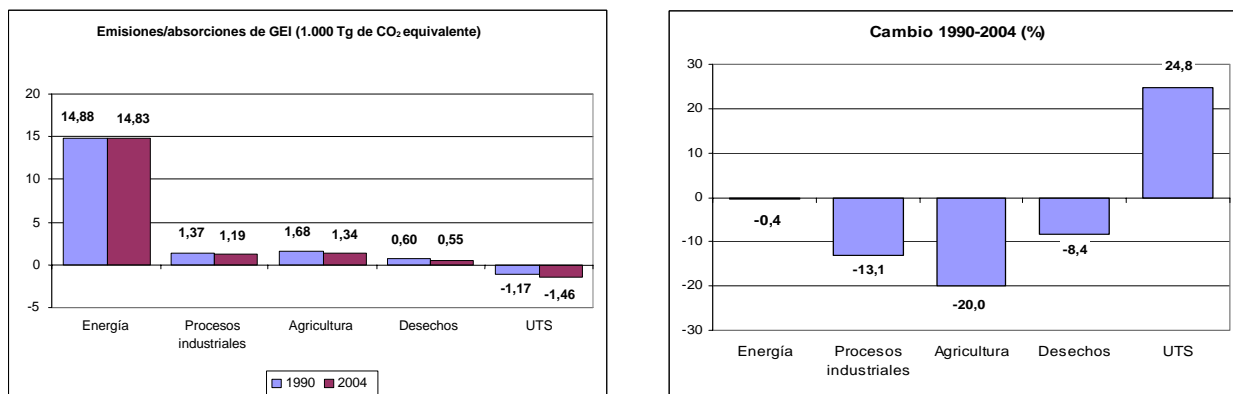 Emisiones/absorciones de GEI (1.000 Tg de CO₂ equivalente)
20
15
10
5
0
-5
14,88
14,83
1,37
1,19
1,68
1,34
0,60
0,55
-1,17
-1,46
Energía
Procesos
industriales
Agricultura
Desechos
UTS
1990
2004
Cambio 1990-2004 (%)
30
20
10
0
-10
-20
-30
-0,4
-13,1
-20,0
-8,4
24,8
Energía
Procesos
industriales
Agricultura
Desechos
UTS